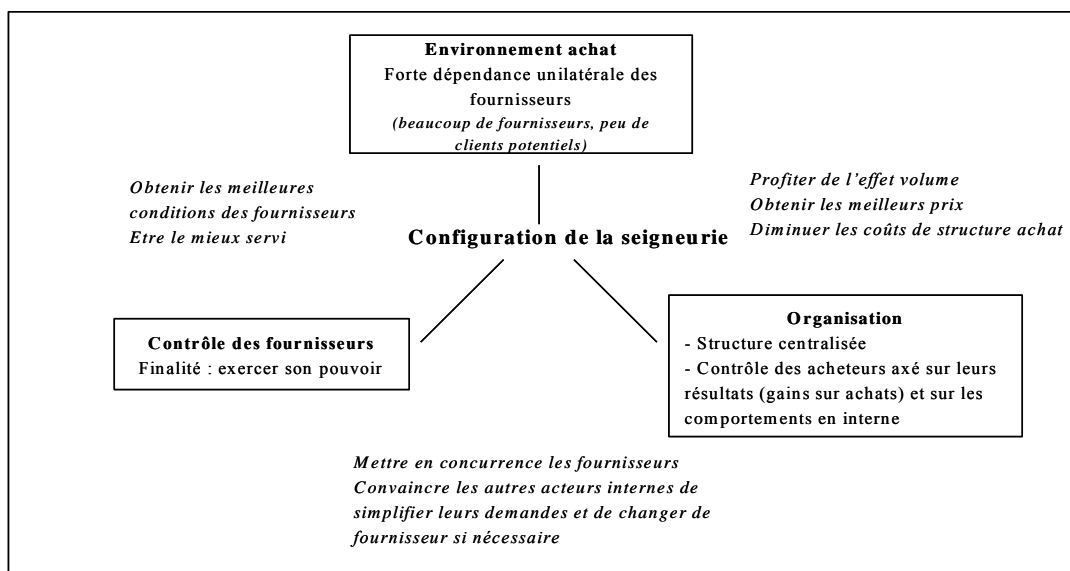 Environnement achat
Forte dépendance unilatérale des
fournisseurs
(beaucoup de fournisseurs, peu de
clients potentiels)
Obtenir les meilleures
conditions des fournisseurs
Etre le mieux servi
Profiter de l'effet volume
Obtenir les meilleurs prix
Diminuer les coûts de structure achat
Configuration de la seigneurie
Contrôle des fournisseurs
Finalité : exercer son pouvoir
Organisation
- Structure centralisée
- Contrôle des acheteurs axé sur leurs
résultats (gains sur achats) et sur les
comportements en interne
Mettre en concurrence les fournisseurs
Convaincre les autres acteurs internes de
simplifier leurs demandes et de changer de
fournisseur si nécessaire